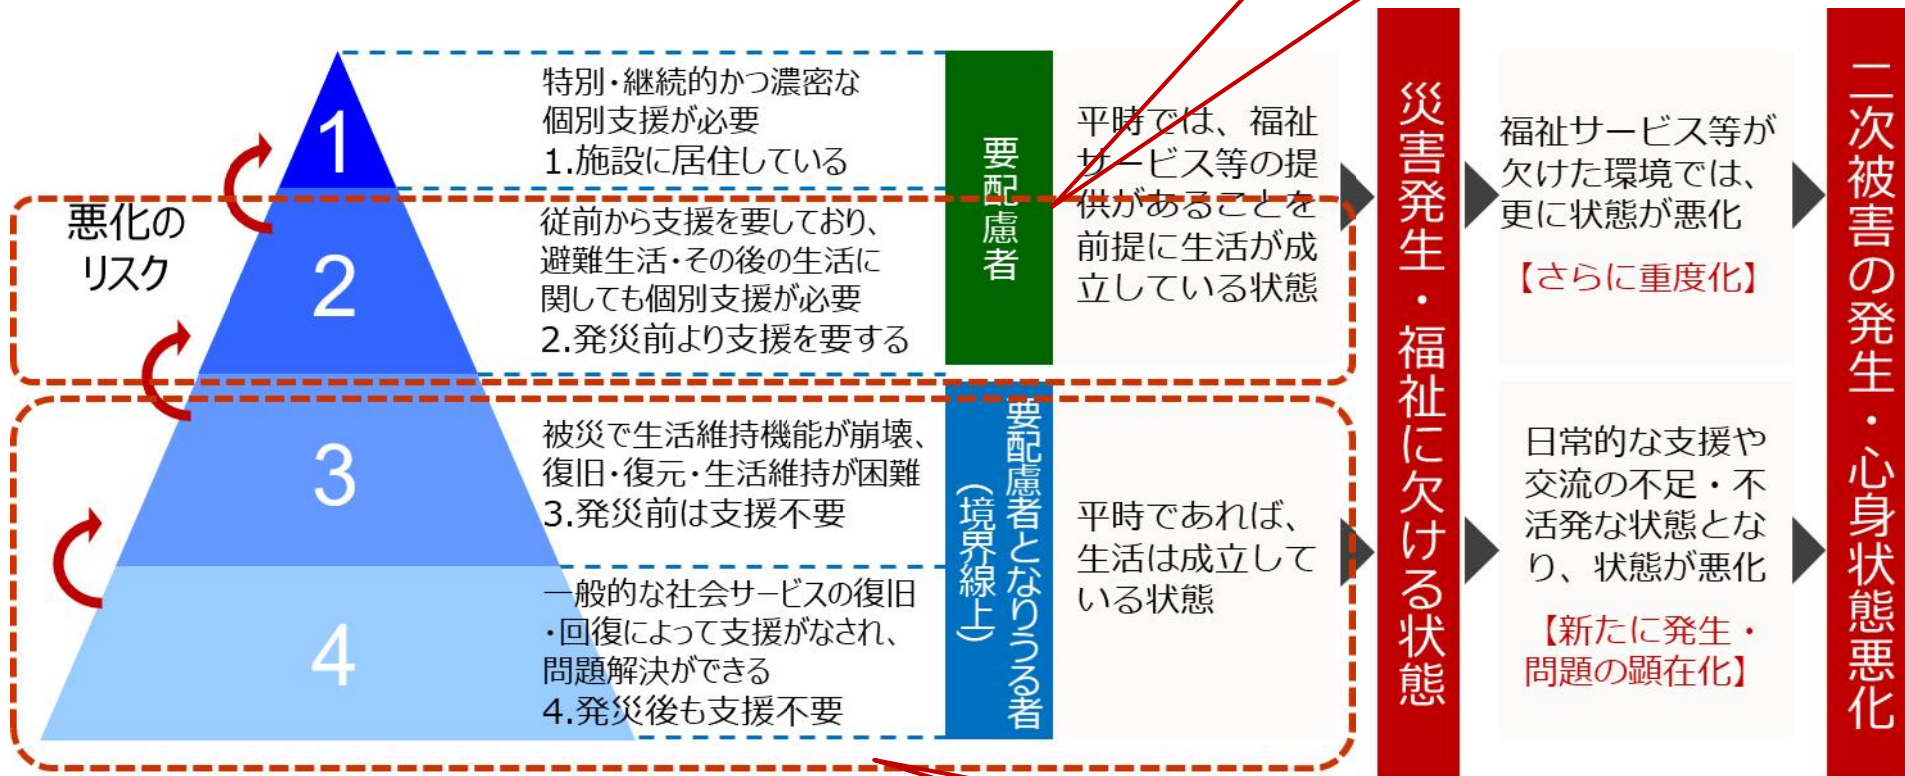 悪化の
リスク
1
2
3
4
特別・継続的かつ濃密な
個別支援が必要
1.施設に居住している
従前から支援を要しており、
避難生活・その後の生活に
関しても個別支援が必要
2.発災前より支援を要する
被災で生活維持機能が崩壊、
復旧・復元・生活維持が困難
3.発災前は支援不要
一般的な社会サービスの復旧
・回復によって支援がなされ、
問題解決ができる
4.発災後も支援不要
要配慮者
要配慮者となりうる者
（境界線上）
平時では、福祉
サービス等の提
供があることを
前提に生活が成
立している状態
平時であれば、
生活は成立して
いる状態
災害発生・福祉に欠ける状態
福祉サービス等が
欠けた環境では、
更に状態が悪化
【さらに重度化】
日常的な支援や
交流の不足・不
活発な状態とな
り、状態が悪化
【新たに発生・
問題の顕在化】
二次被害の発生・心身状態悪化